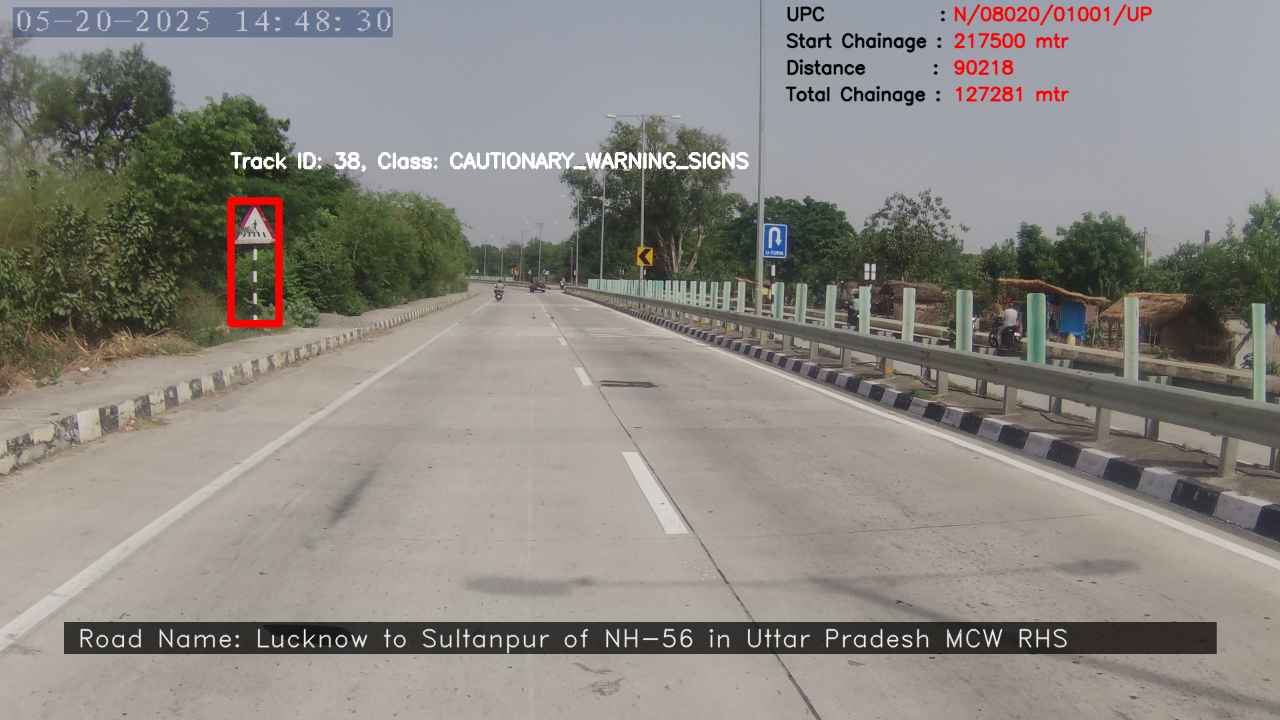 05-20-2025 14:48:30
UPC : N/08020/01001/UP
Start Chainage : 217500 mtr
Distance : 90218
Total Chainage : 127281 mtr
Track ID: 38, Class: CAUTIONARY_WARNING_SIGNS
U-TURN
Road Name: Lucknow to Sultanpur of NH-56 in Uttar Pradesh MCW RHS